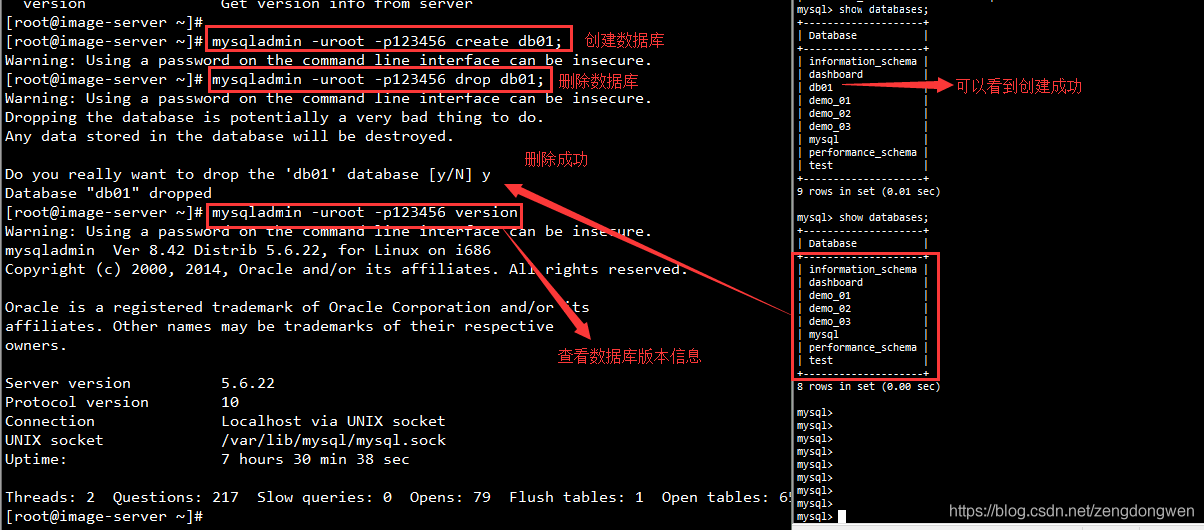 version                Get version info from server
[root@image-server ~]#
[root@image-server ~]# mysqladmin -uroot -p123456 create db01;
创建数据库
Warning: Using a password on the command line interface can be insecure.
[root@image-server ~]# mysqladmin -uroot -p123456 drop db01;
删除数据库
Warning: Using a password on the command line interface can be insecure.
Dropping the database is potentially a very bad thing to do.
Any data stored in the database will be destroyed.
删除成功
Do you really want to drop the 'db01' database [y/N] y
Database "db01" dropped
[root@image-server ~]# mysqladmin -uroot -p123456 version
Warning: Using a password on the command line interface can be insecure.
mysqladmin  Ver 8.42 Distrib 5.6.22, for Linux on i686
Copyright (c) 2000, 2014, Oracle and/or its affiliates. All rights reserved.
Oracle is a registered trademark of Oracle Corporation and/or its
affiliates. Other names may be trademarks of their respective
owners.
查看数据库版本信息
Server version          5.6.22
Protocol version        10
Connection              Localhost via UNIX socket
UNIX socket             /var/lib/mysql/mysql.sock
Uptime:                 7 hours 30 min 38 sec
Threads: 2  Questions: 217  Slow queries: 0  Opens: 79  Flush tables: 1  Open tables:
[root@image-server ~]#
mysql> show databases;
+--------------------+
| Database           |
+--------------------+
| information_schema |
| dashboard          |
| db01               |
可以看到创建成功
| demo_01            |
| demo_02            |
| demo_03            |
| mysql              |
| performance_schema |
| test               |
+--------------------+
9 rows in set (0.01 sec)
mysql> show databases;
+--------------------+
| Database           |
+--------------------+
| information_schema |
| dashboard          |
| demo_01            |
| demo_02            |
| demo_03            |
| mysql              |
| performance_schema |
| test               |
+--------------------+
8 rows in set (0.00 sec)
mysql>
mysql>
mysql>
mysql>
mysql>
mysql>
mysql>
mysql>
mysql>
https://blog.csdn.net/zengdongwen